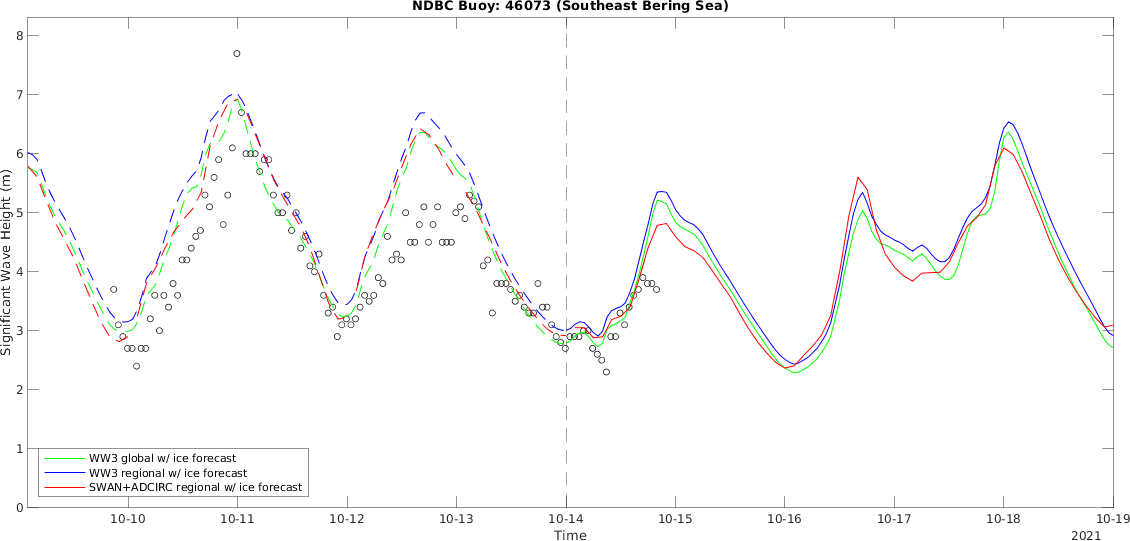 NDBC Buoy: 46073 (Southeast Bering Sea)
8
7
6
5
4
3
2
1
0
Significant Wave Height (m)
WW3 global w/ ice forecast
WW3 regional w/ ice forecast
SWAN+ADCIRC regional w/ ice forecast
10-10 10-11 10-12 10-13 10-14 10-15 10-16 10-17 10-18 10-19
Time
2021